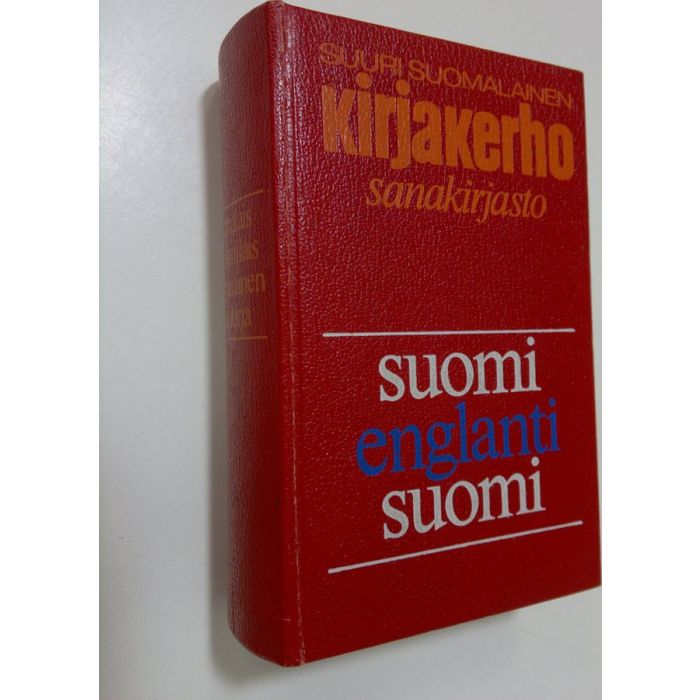 SUURI SUOMALAINEN
Kirjakerho
sanakirjasto
suomi
englanti
suomi